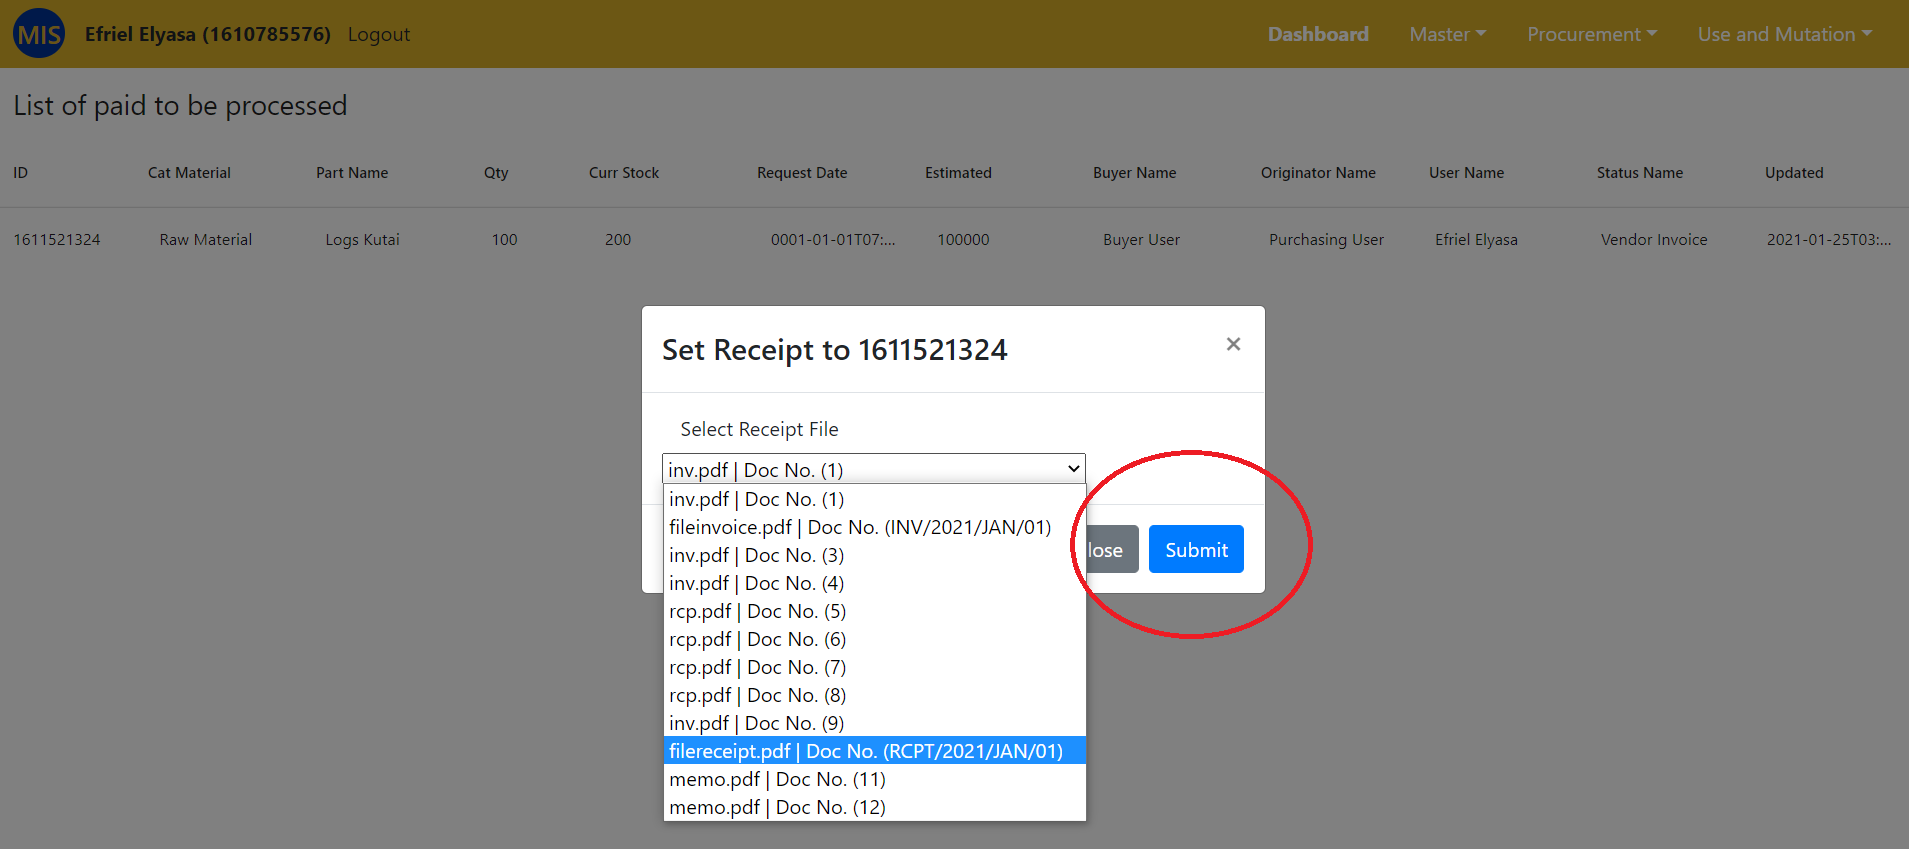 MIS Efriel Elyasa (1610785576) Logout Dashboard Master Procurement Use and Mutation
List of paid to be processed
ID Cat Material Part Name Qty Curr Stock Request Date Estimated Buyer Name Originator Name User Name Status Name Updated
1611521324 Raw Material Logs Kutai 100 200 0001-01-01T07:... 100000 Buyer User Purchasing User Efriel Elyasa Vendor Invoice 2021-01-25T03:...
Set Receipt to 1611521324 ×
Select Receipt File
inv.pdf | Doc No. (1)
inv.pdf | Doc No. (1)
fileinvoice.pdf | Doc No. (INV/2021/JAN/01)
inv.pdf | Doc No. (3)
lose Submit
inv.pdf | Doc No. (4)
rcp.pdf | Doc No. (5)
rcp.pdf | Doc No. (6)
rcp.pdf | Doc No. (7)
rcp.pdf | Doc No. (8)
inv.pdf | Doc No. (9)
filereceipt.pdf | Doc No. (RCPT/2021/JAN/01)
memo.pdf | Doc No. (11)
memo.pdf | Doc No. (12)